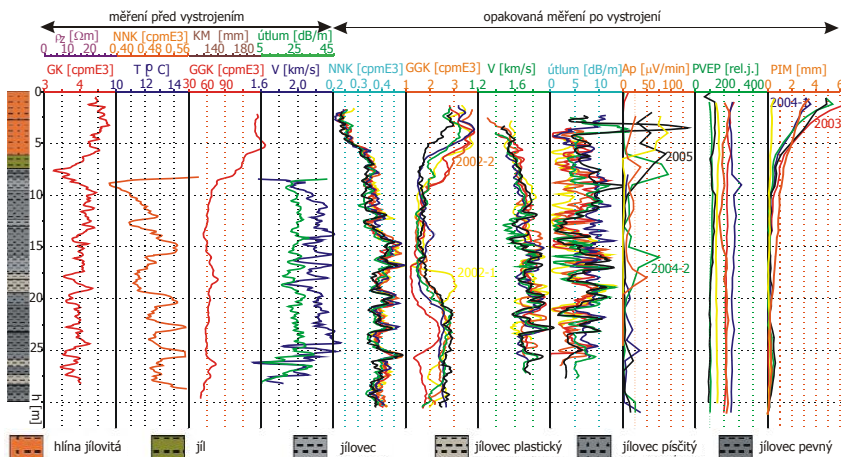 měření před vystrojením opakovaná měření po vystrojení
ρz [Ωm] NNK [cpmE3] KM [mm] útlum [dB/m]
0 10 20 0.40 0.48 0.56 140 180 5 25 45
GK [cpmE3] T [°C] GGK [cpmE3] V [km/s] NNK [cpmE3] GGK [cpmE3] V [km/s] útlum [dB/m] Ap [µV/min] PVEP [rel.j.] PIM [mm]
3 4 10 12 14 30 60 90 1.6 2.0 0.2 0.3 0.4 1 2 3 1.2 1.6 0 5 10 0 50 0 200 400 0 2 4 6
0
2004-1
2003
5
2002-2 2005
10
15
2002-1 2004-2
20
25
h [m]
hlína jílovitá jíl jílovec jílovec plastický jílovec písčitý jílovec pevný